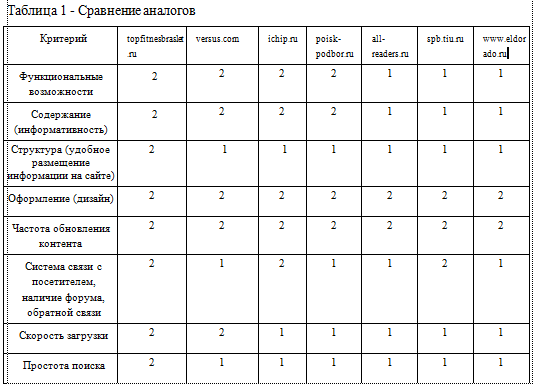 Таблица 1 - Сравнение аналогов
Критерий topfitnesbraslet versus.com ichip.ru poisk- all- spb.tiu.ru www.eldor
.ru podbor.ru readers.ru ado.ru
Функциональные 2 2 2 2 1 1 1
возможности
Содержание 2 2 2 2 1 1 1
(информативность)
Структура (удобное 2 1 1 1 1 1 1
размещение
информации на сайте)
Оформление (дизайн) 2 2 2 2 2 2 2
Частота обновления 2 2 2 2 2 2 2
контента
Система связи с 2 1 2 1 1 2 1
посетителем,
наличие форума,
обратной связи
Скорость загрузки 2 2 1 1 1 1 1
Простота поиска 2 1 1 1 1 1 1